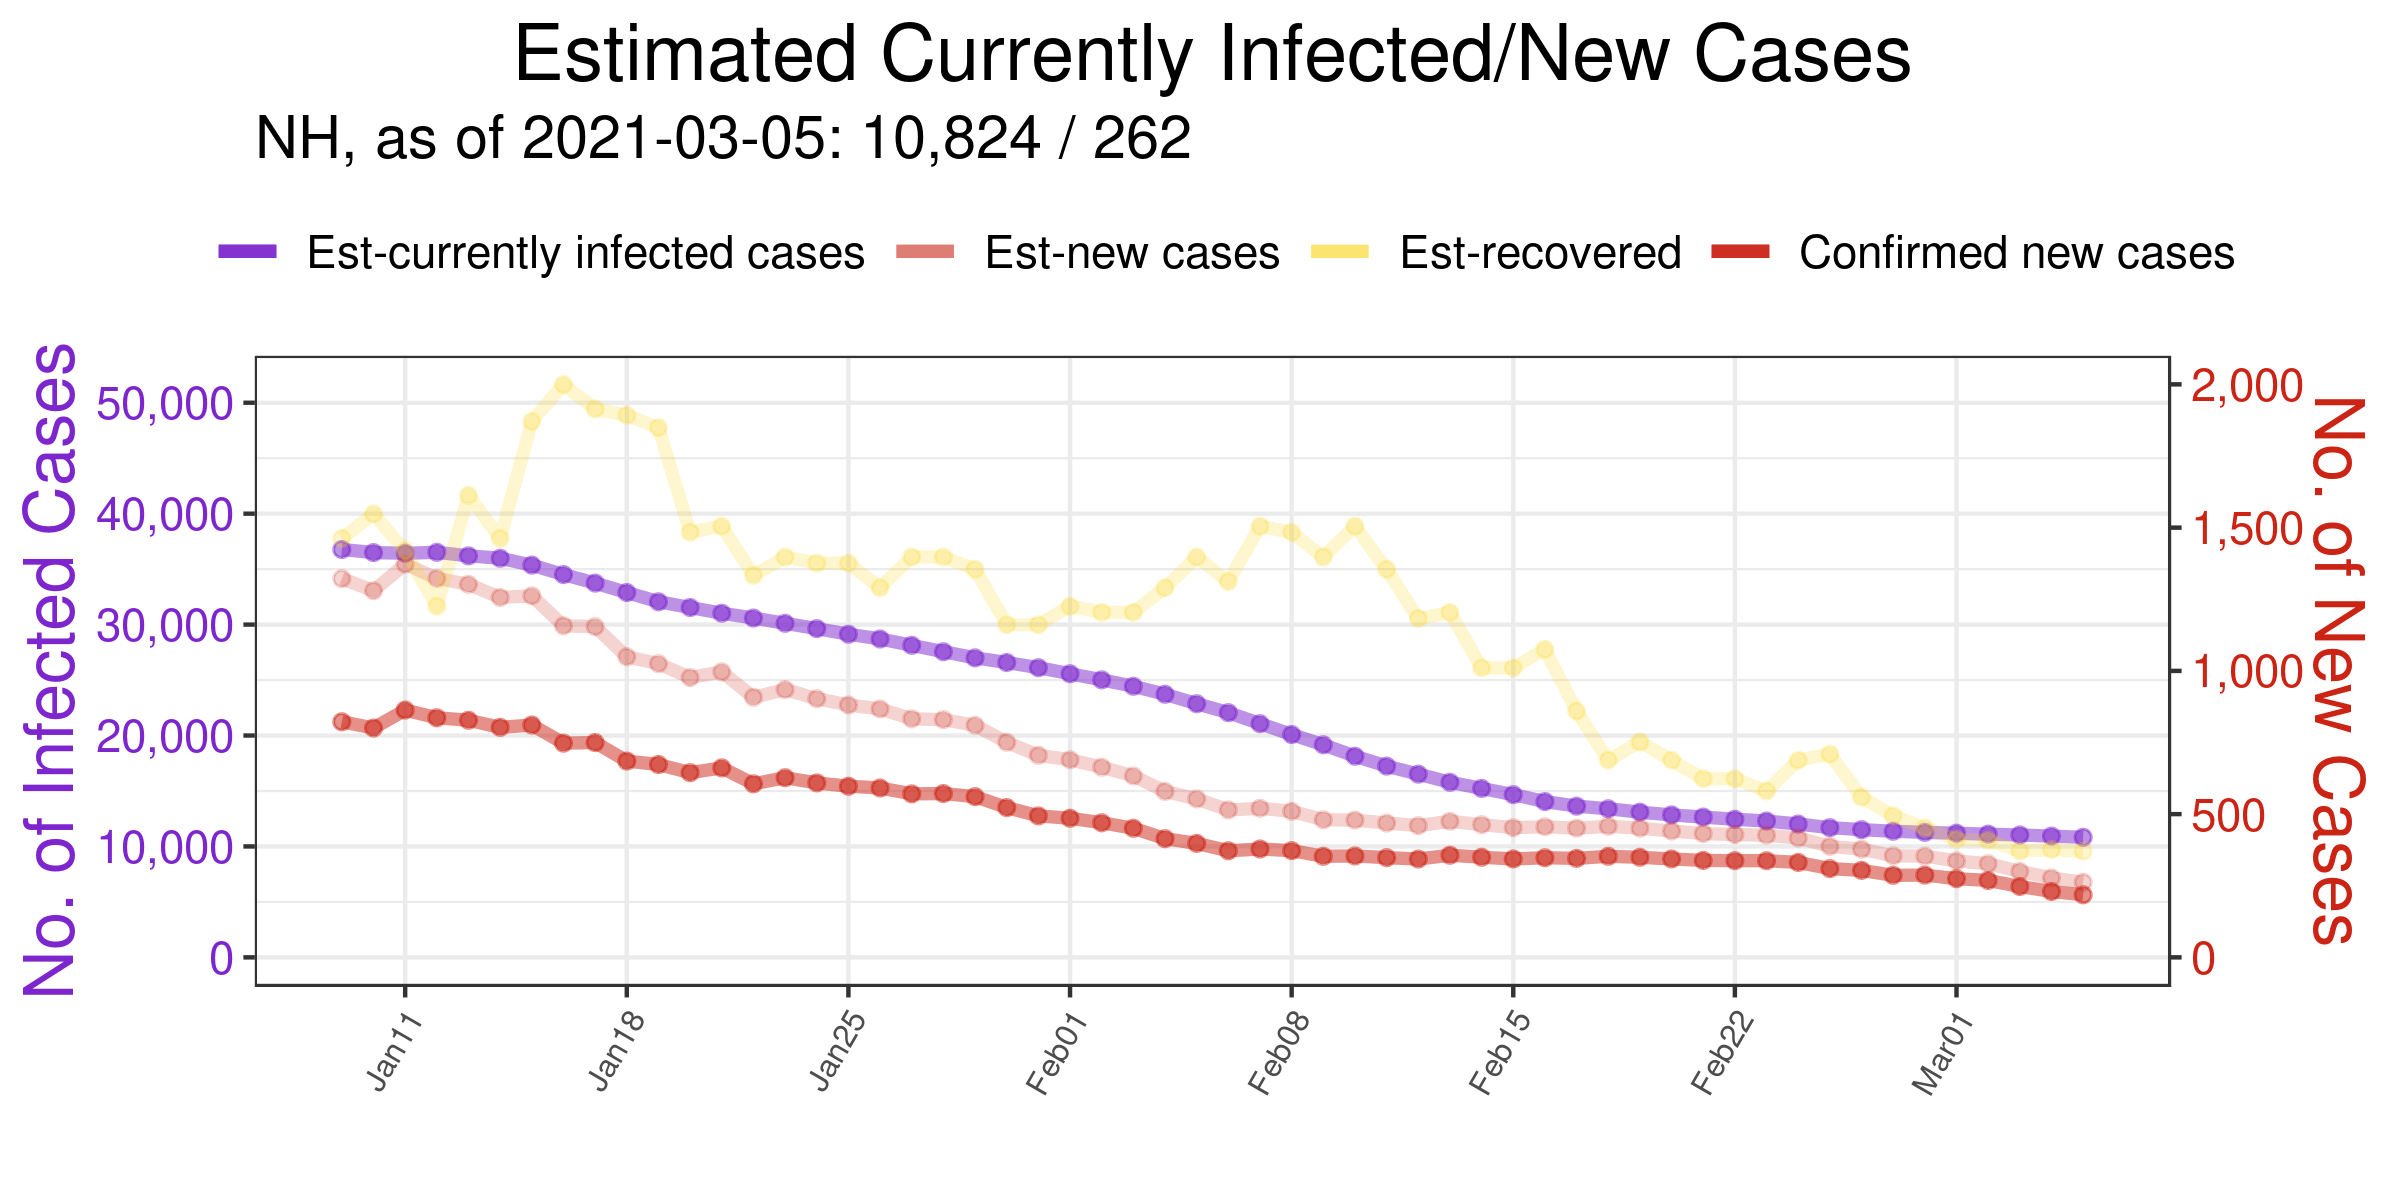 Estimated Currently Infected/New Cases
NH, as of 2021-03-05: 10,824 / 262
Est-currently infected cases
Est-new cases
Est-recovered
Confirmed new cases
No. of Infected Cases
50,000
40,000
30,000
20,000
10,000
0
2,000
1,500
1,000
500
0
No. of New Cases
Jan11
Jan18
Jan25
Feb01
Feb08
Feb15
Feb22
Mar01